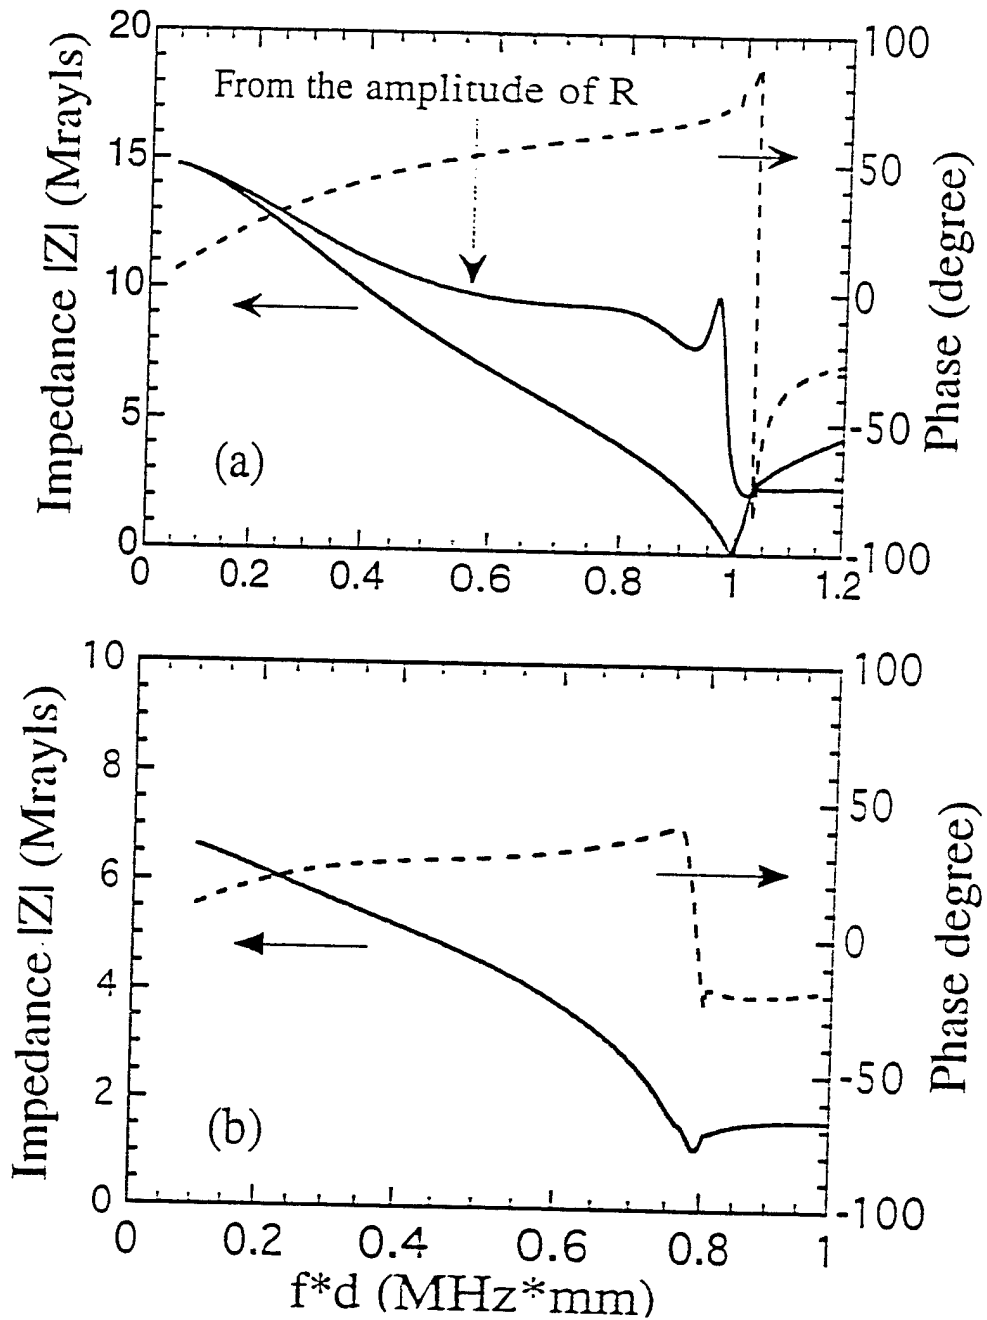 20
15
10
5
0
Impedance |Z| (Mrayls)
From the amplitude of R
(a)
100
50
0
-50
-100
Phase (degree)
0 0.2 0.4 0.6 0.8 1 1.2
10
8
6
4
2
0
Impedance |Z| (Mrayls)
(b)
100
50
0
-50
-100
Phase degree)
0 0.2 0.4 0.6 0.8 1
f*d (MHz*mm)